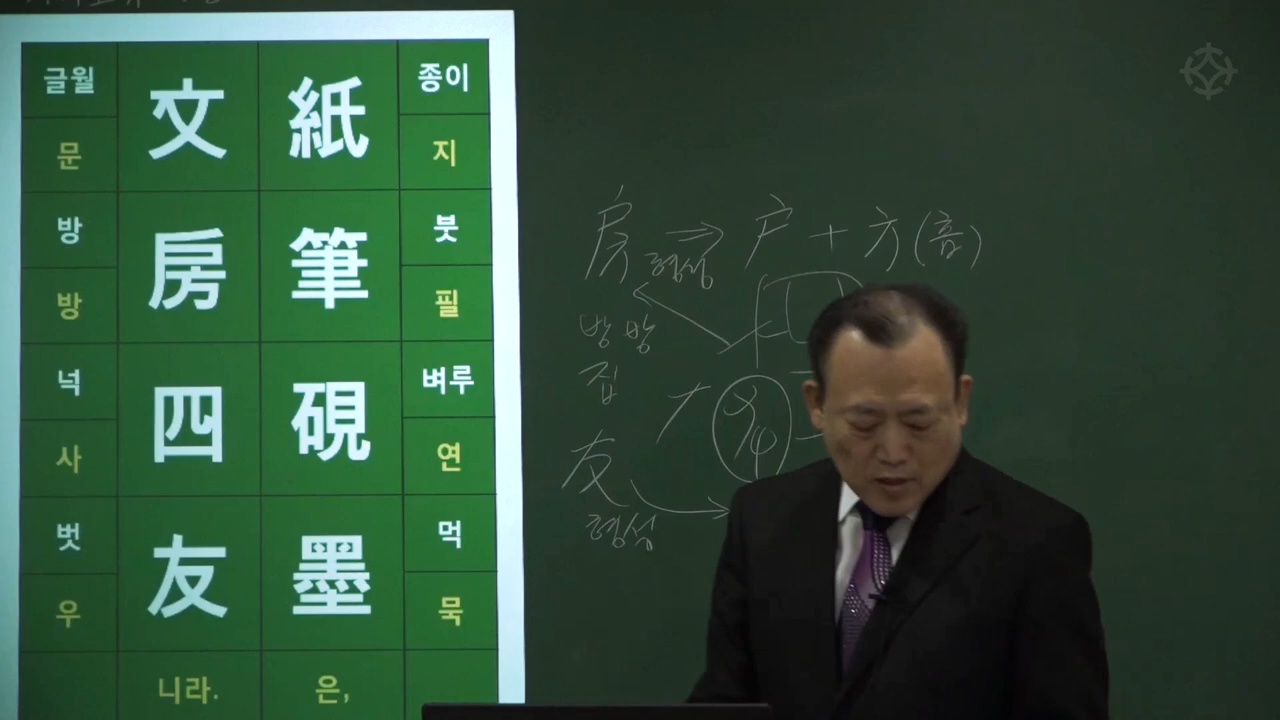 글월 文 紙 종이
문 지
방 房 筆 붓
방 필
넉 四 硯 벼루
사 연
벗 友 墨 먹
우 묵
니라. 은,
房 ⇒ 户 + 方(音)
형성
방 방
집
友
형성